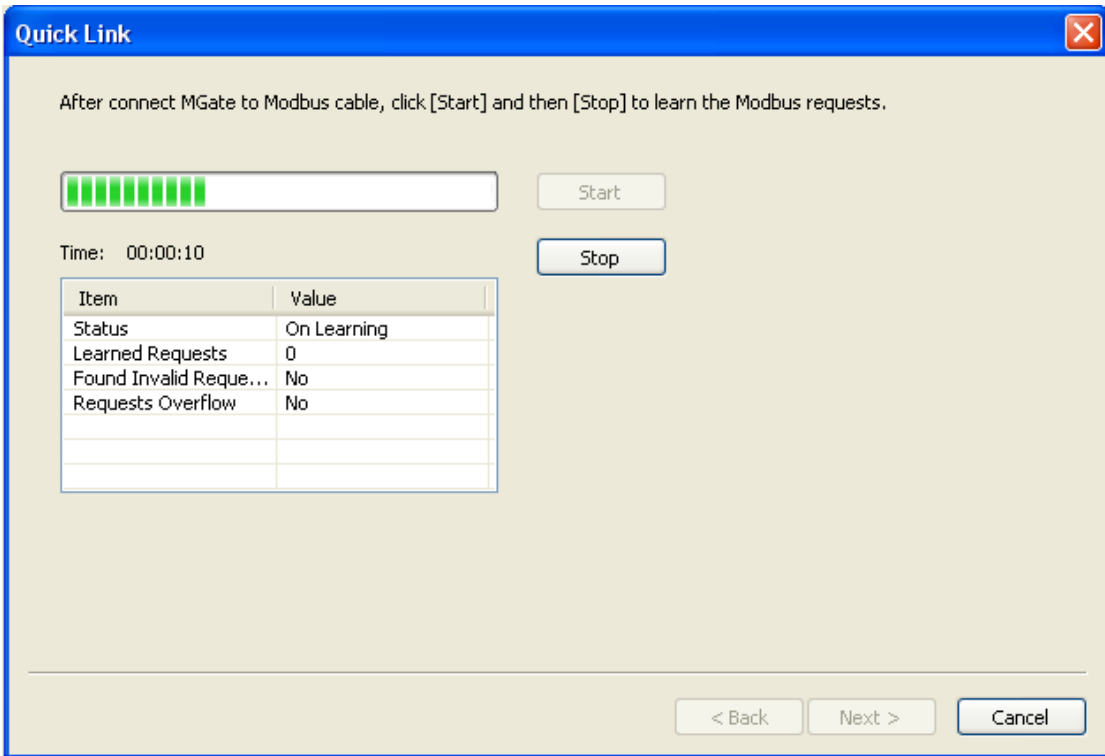 Quick Link
After connect MGate to Modbus cable, click [Start] and then [Stop] to learn the Modbus requests.
Start
Time: 00:00:10
Stop
Item Value
Status On Learning
Learned Requests 0
Found Invalid Reque... No
Requests Overflow No
< Back Next > Cancel